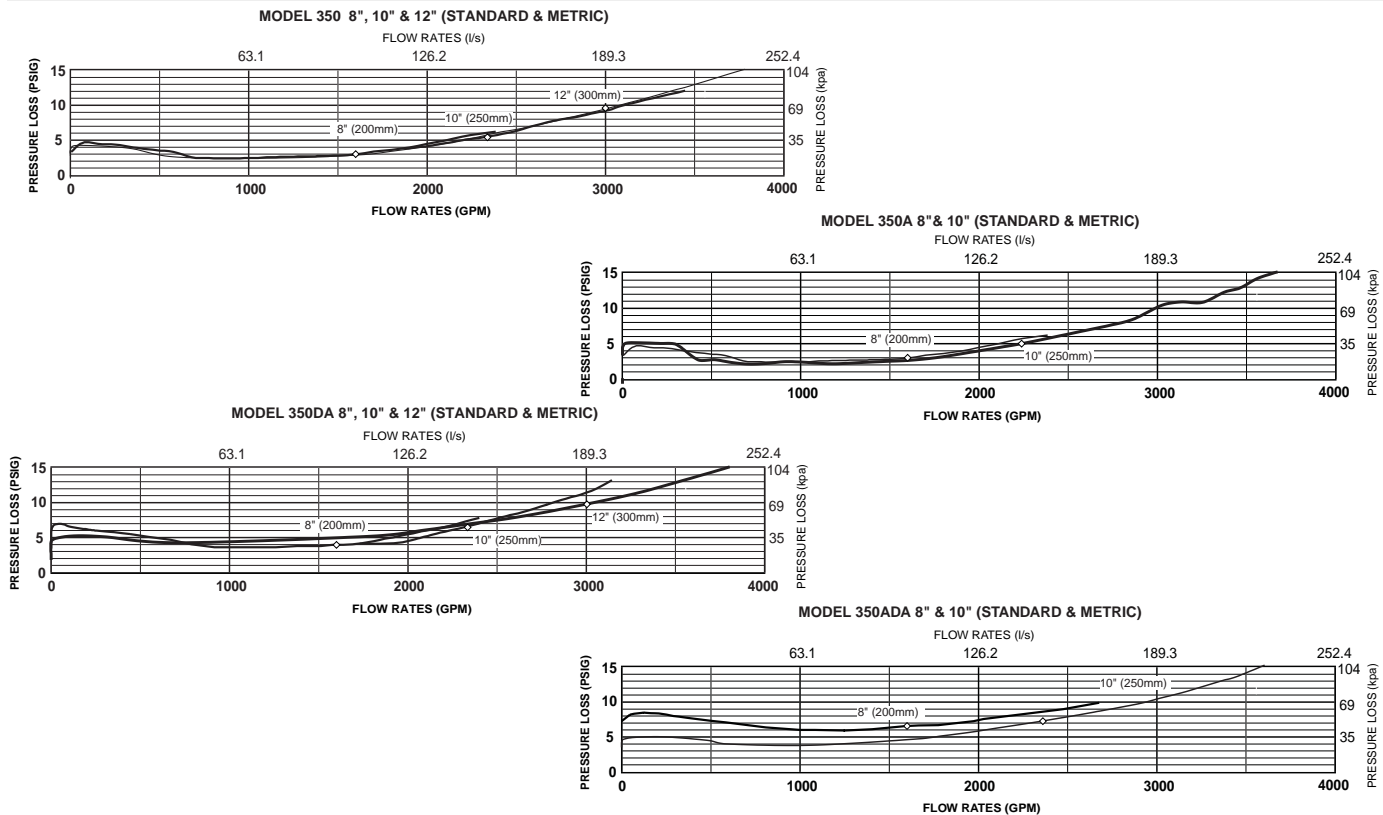 MODEL 350 8", 10" & 12" (STANDARD & METRIC)
FLOW RATES (l/s)
63.1 126.2 189.3 252.4
PRESSURE LOSS (PSIG)
15
10
5
0
12" (300mm)
10" (250mm)
8" (200mm)
104
69
35
PRESSURE LOSS (kpa)
0 1000 2000 3000 4000
FLOW RATES (GPM)
MODEL 350A 8"& 10" (STANDARD & METRIC)
FLOW RATES (l/s)
63.1 126.2 189.3 252.4
PRESSURE LOSS (PSIG)
15
10
5
0
8" (200mm)
10" (250mm)
104
69
35
PRESSURE LOSS (kpa)
0 1000 2000 3000 4000
FLOW RATES (GPM)
MODEL 350DA 8", 10" & 12" (STANDARD & METRIC)
FLOW RATES (l/s)
63.1 126.2 189.3 252.4
PRESSURE LOSS (PSIG)
15
10
5
0
8" (200mm)
12" (300mm)
10" (250mm)
104
69
35
PRESSURE LOSS (kpa)
0 1000 2000 3000 4000
FLOW RATES (GPM)
MODEL 350ADA 8" & 10" (STANDARD & METRIC)
FLOW RATES (l/s)
63.1 126.2 189.3 252.4
PRESSURE LOSS (PSIG)
15
10
5
0
10" (250mm)
8" (200mm)
104
69
35
PRESSURE LOSS (kpa)
0 1000 2000 3000 4000
FLOW RATES (GPM)